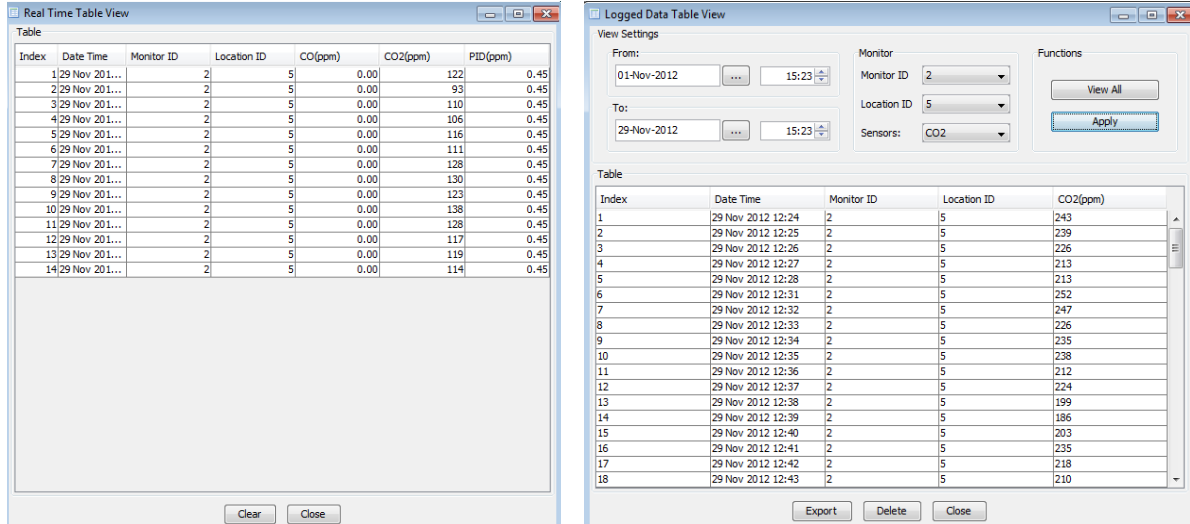 Real Time Table View
Table
Index Date Time Monitor ID Location ID CO(ppm) CO2(ppm) PID(ppm)
1 29 Nov 201... 2 5 0.00 122 0.45
2 29 Nov 201... 2 5 0.00 93 0.45
3 29 Nov 201... 2 5 0.00 110 0.45
4 29 Nov 201... 2 5 0.00 106 0.45
5 29 Nov 201... 2 5 0.00 116 0.45
6 29 Nov 201... 2 5 0.00 111 0.45
7 29 Nov 201... 2 5 0.00 128 0.45
8 29 Nov 201... 2 5 0.00 130 0.45
9 29 Nov 201... 2 5 0.00 123 0.45
10 29 Nov 201... 2 5 0.00 138 0.45
11 29 Nov 201... 2 5 0.00 128 0.45
12 29 Nov 201... 2 5 0.00 117 0.45
13 29 Nov 201... 2 5 0.00 119 0.45
14 29 Nov 201... 2 5 0.00 114 0.45
Clear Close
Logged Data Table View
View Settings
From:
01-Nov-2012 ... 15:23
To:
29-Nov-2012 ... 15:23
Monitor
Monitor ID 2
Location ID 5
Sensors: CO2
Functions
View All
Apply
Table
Index Date Time Monitor ID Location ID CO2(ppm)
1 29 Nov 2012 12:24 2 5 243
2 29 Nov 2012 12:25 2 5 239
3 29 Nov 2012 12:26 2 5 226
4 29 Nov 2012 12:27 2 5 213
5 29 Nov 2012 12:28 2 5 213
6 29 Nov 2012 12:31 2 5 252
7 29 Nov 2012 12:32 2 5 247
8 29 Nov 2012 12:33 2 5 226
9 29 Nov 2012 12:34 2 5 235
10 29 Nov 2012 12:35 2 5 238
11 29 Nov 2012 12:36 2 5 212
12 29 Nov 2012 12:37 2 5 224
13 29 Nov 2012 12:38 2 5 199
14 29 Nov 2012 12:39 2 5 186
15 29 Nov 2012 12:40 2 5 203
16 29 Nov 2012 12:41 2 5 235
17 29 Nov 2012 12:42 2 5 218
18 29 Nov 2012 12:43 2 5 210
Export Delete Close